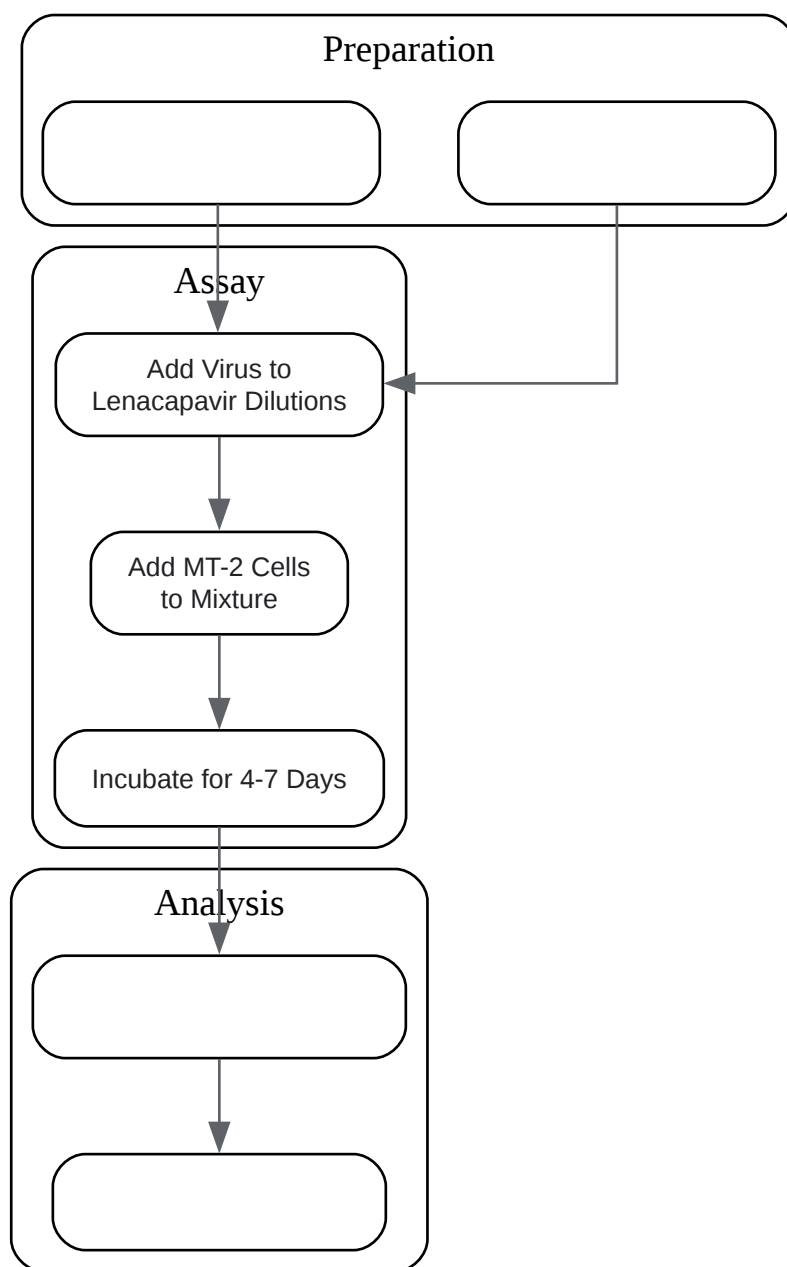 Preparation
Assay
Add Virus to
Lenacapavir Dilutions
Add MT-2 Cells
to Mixture
Incubate for 4-7 Days
Analysis